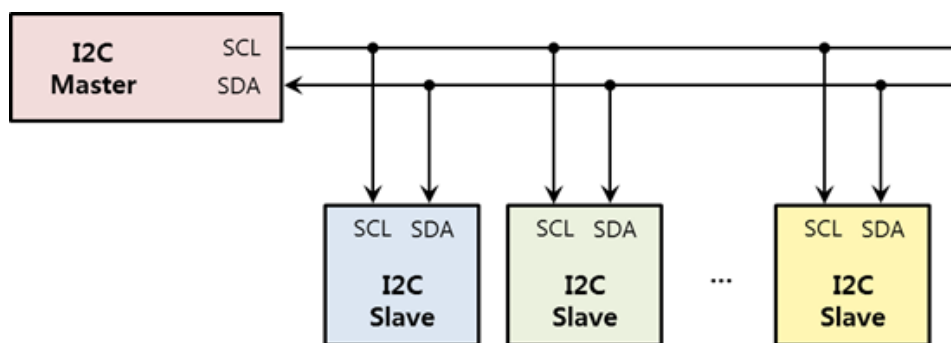 I2C
Master
SCL
SDA
SCL SDA
I2C
Slave
SCL SDA
I2C
Slave
...
SCL SDA
I2C
Slave